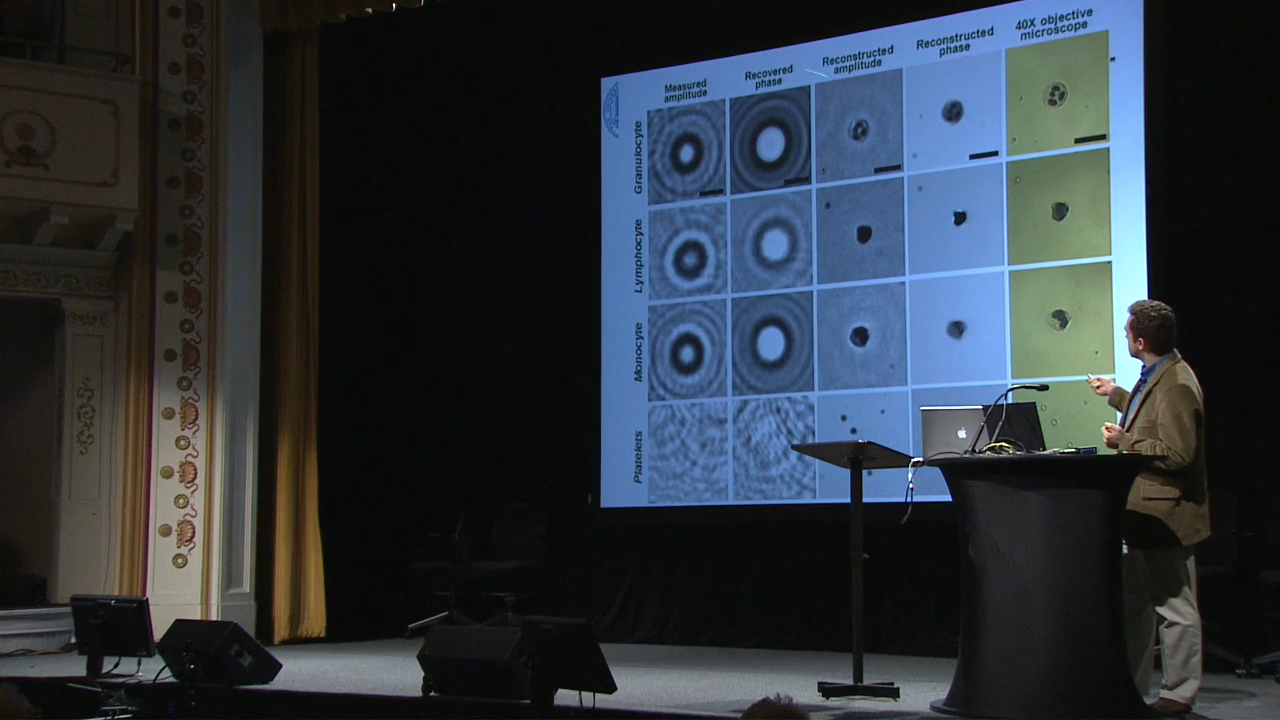 Measured
amplitude
Recovered
phase
Reconstructed
amplitude
Reconstructed
phase
40X objective
microscope
Granulocyte
Lymphocyte
Monocyte
Platelets